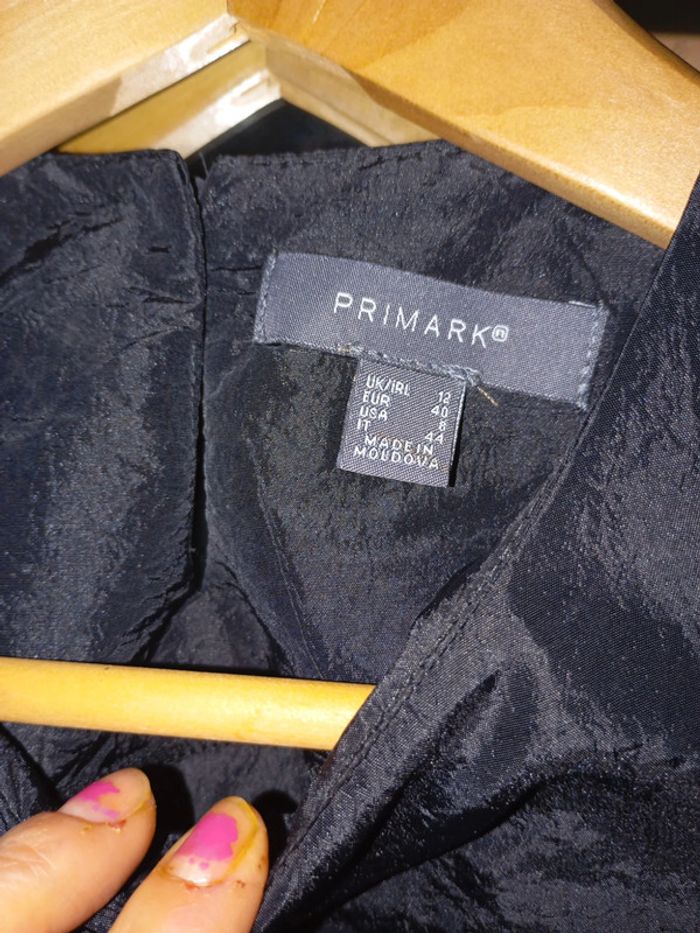 PRIMARK®
UK/IRL 12
EUR 40
USA 8
IT 44
MADE IN
MOLDOVA